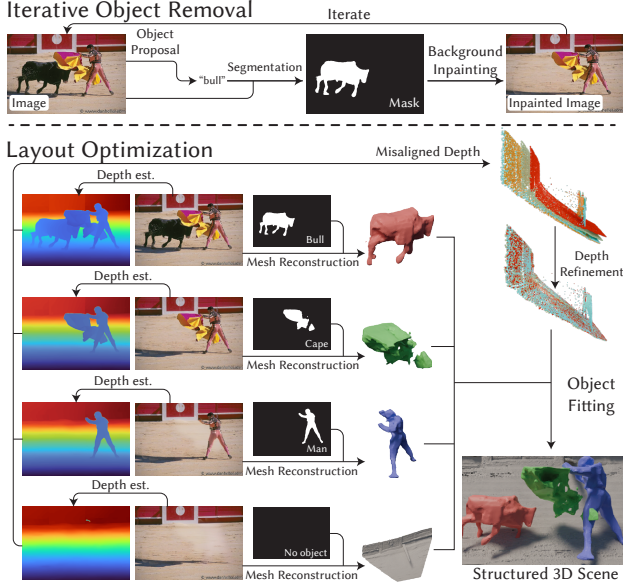 Iterative Object Removal
Iterate
Object
Proposal
"bull"
Segmentation
Background
Inpainting
Image
Mask
Inpainted Image
Layout Optimization
Misaligned Depth
Depth est.
Bull
Mesh Reconstruction
Depth
Refinement
Depth est.
Cape
Mesh Reconstruction
Object
Fitting
Depth est.
Man
Mesh Reconstruction
Depth est.
No object
Mesh Reconstruction
Structured 3D Scene